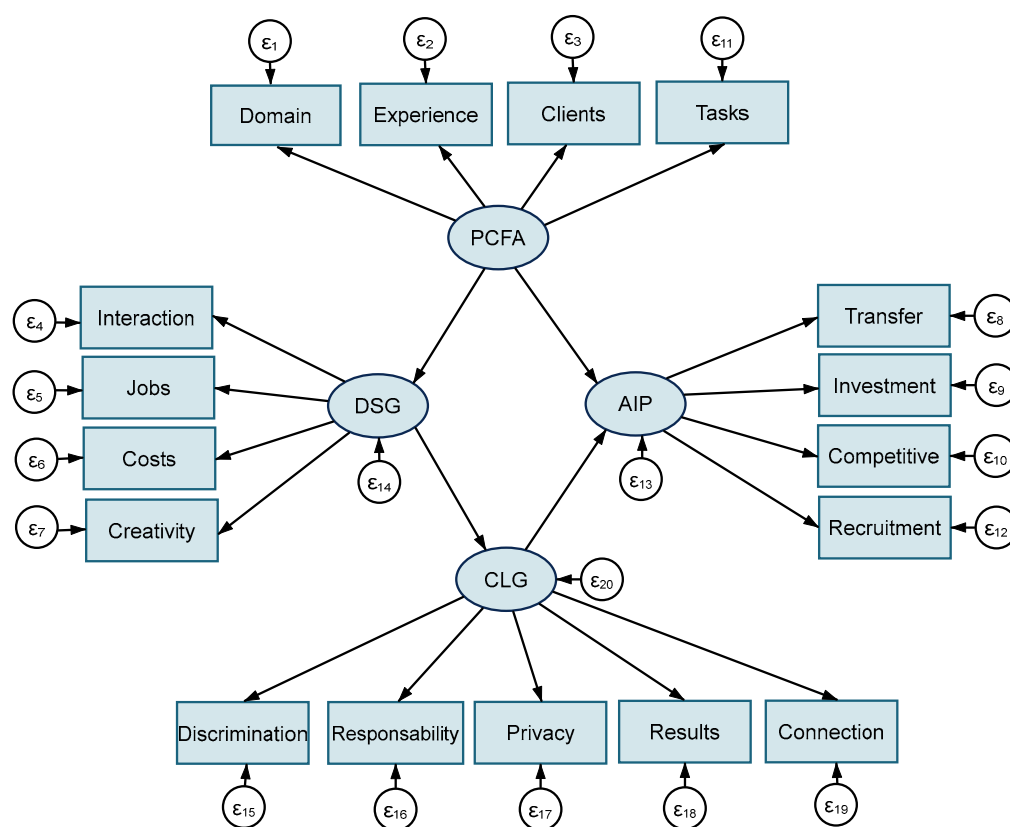 ε1
ε2
ε3
ε11
Domain
Experience
Clients
Tasks
PCFA
ε4
Interaction
Transfer
ε8
ε5
Jobs
Investment
ε9
DSG
AIP
ε6
Costs
Competitive
ε10
ε14
ε13
ε7
Creativity
Recruitment
ε12
CLG
ε20
Discrimination
Responsability
Privacy
Results
Connection
ε15
ε16
ε17
ε18
ε19